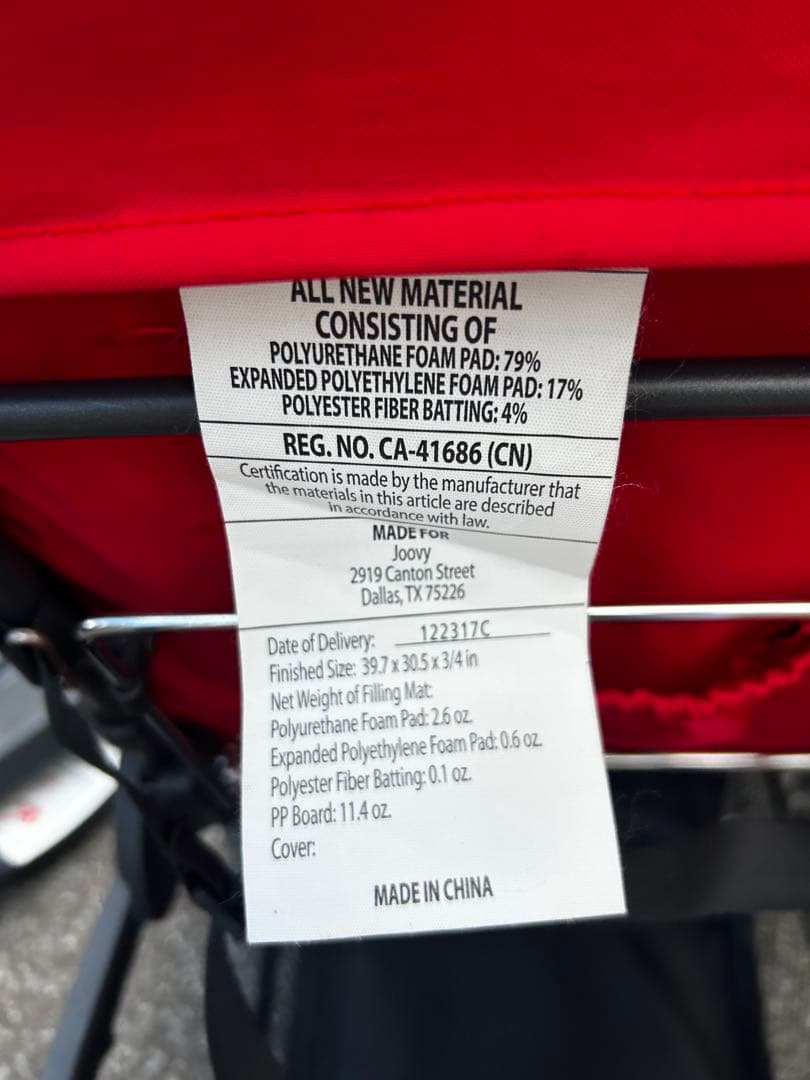 ALL NEW MATERIAL
CONSISTING OF
POLYURETHANE FOAM PAD: 79%
EXPANDED POLYETHYLENE FOAM PAD: 17%
POLYESTER FIBER BATTING: 4%
REG. NO. CA-41686 (CN)
Certification is made by the manufacturer that
the materials in this article are described
in accordance with law.
MADE FOR
Joovy
2919 Canton Street
Dallas, TX 75226
Date of Delivery: 122317C
Finished Size: 39.7 x 30.5 x 3/4 in
Net Weight of Filling Mat:
Polyurethane Foam Pad: 2.6 oz.
Expanded Polyethylene Foam Pad: 0.6 oz.
Polyester Fiber Batting: 0.1 oz.
PP Board: 11.4 oz.
Cover:
MADE IN CHINA